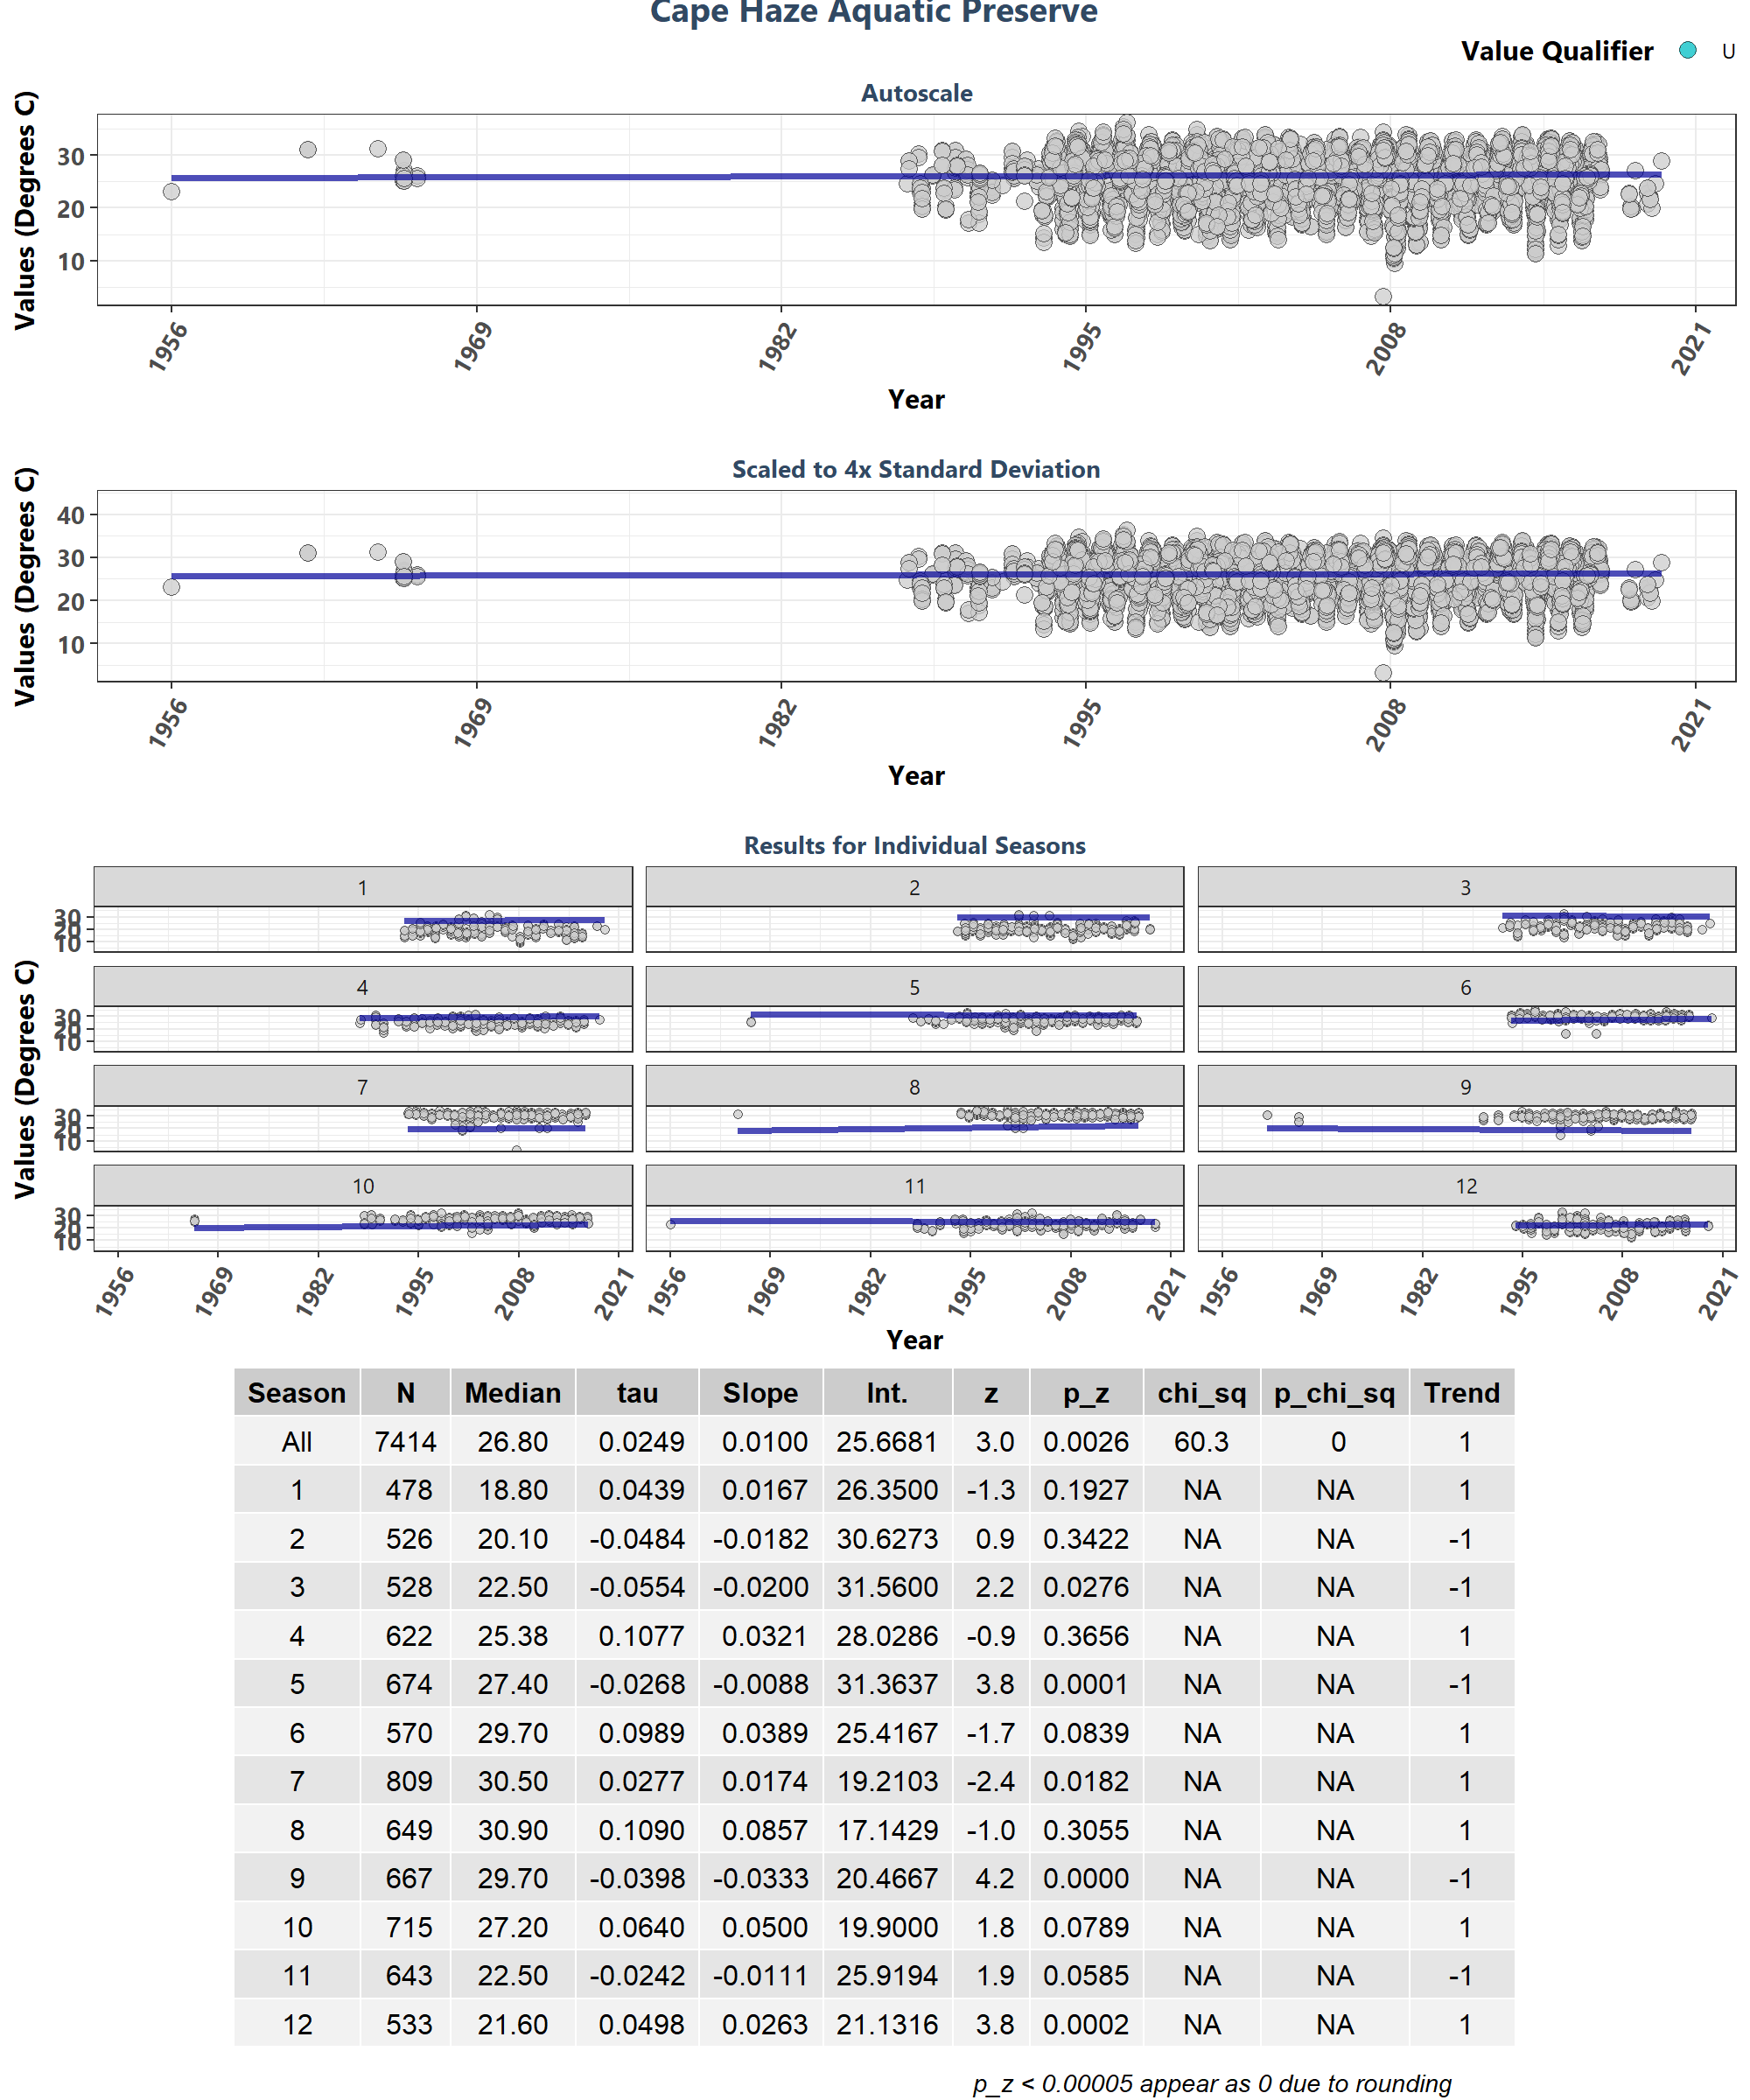 Cape Haze Aquatic Preserve
Value Qualifier U
Autoscale
Values (Degrees C)
30
20
10
1956 1969 1982 1995 2008 2021
Year
Scaled to 4x Standard Deviation
Values (Degrees C)
40
30
20
10
1956 1969 1982 1995 2008 2021
Year
Results for Individual Seasons
Values (Degrees C)
1 2 3
30
20
10
4 5 6
30
20
10
Values (Degrees C)
7 8 9
30
20
10
10 11 12
30
20
10
1956 1969 1982 1995 2008 2021 1956 1969 1982 1995 2008 2021 1956 1969 1982 1995 2008 2021
Year
Season N Median tau Slope Int. z p_z chi_sq p_chi_sq Trend
All 7414 26.80 0.0249 0.0100 25.6681 3.0 0.0026 60.3 0 1
1 478 18.80 0.0439 0.0167 26.3500 -1.3 0.1927 NA NA 1
2 526 20.10 -0.0484 -0.0182 30.6273 0.9 0.3422 NA NA -1
3 528 22.50 -0.0554 -0.0200 31.5600 2.2 0.0276 NA NA -1
4 622 25.38 0.1077 0.0321 28.0286 -0.9 0.3656 NA NA 1
5 674 27.40 -0.0268 -0.0088 31.3637 3.8 0.0001 NA NA -1
6 570 29.70 0.0989 0.0389 25.4167 -1.7 0.0839 NA NA 1
7 809 30.50 0.0277 0.0174 19.2103 -2.4 0.0182 NA NA 1
8 649 30.90 0.1090 0.0857 17.1429 -1.0 0.3055 NA NA 1
9 667 29.70 -0.0398 -0.0333 20.4667 4.2 0.0000 NA NA -1
10 715 27.20 0.0640 0.0500 19.9000 1.8 0.0789 NA NA 1
11 643 22.50 -0.0242 -0.0111 25.9194 1.9 0.0585 NA NA -1
12 533 21.60 0.0498 0.0263 21.1316 3.8 0.0002 NA NA 1
p_z < 0.00005 appear as 0 due to rounding